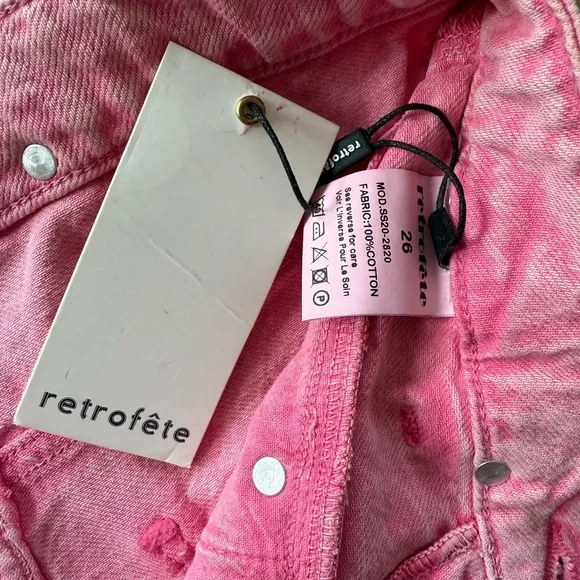 retrofête
retrofête
retrofête
26
MOD.SS20-2820
FABRIC:100%COTTON
See reverse for care
Voir L'inverse Pour Le Soin
P